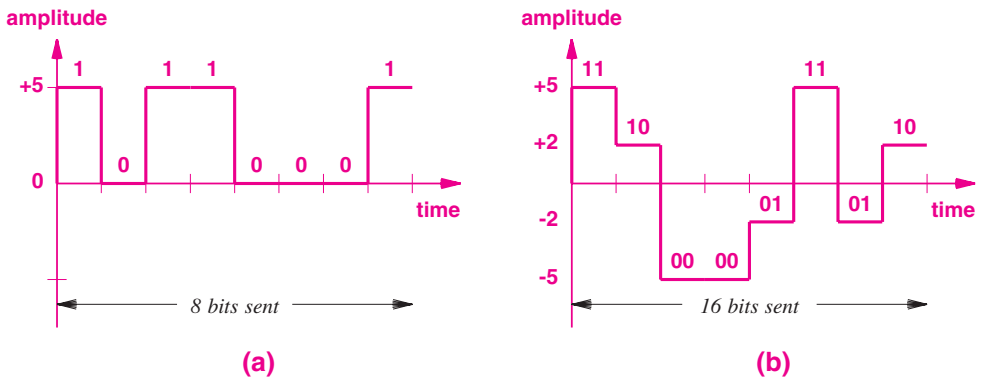 amplitude
1 1 1 1
+5
0 0 0 0
0
time
8 bits sent
(a)
amplitude
11 11
+5
10 10
+2
time
01 01
-2
00 00
-5
16 bits sent
(b)